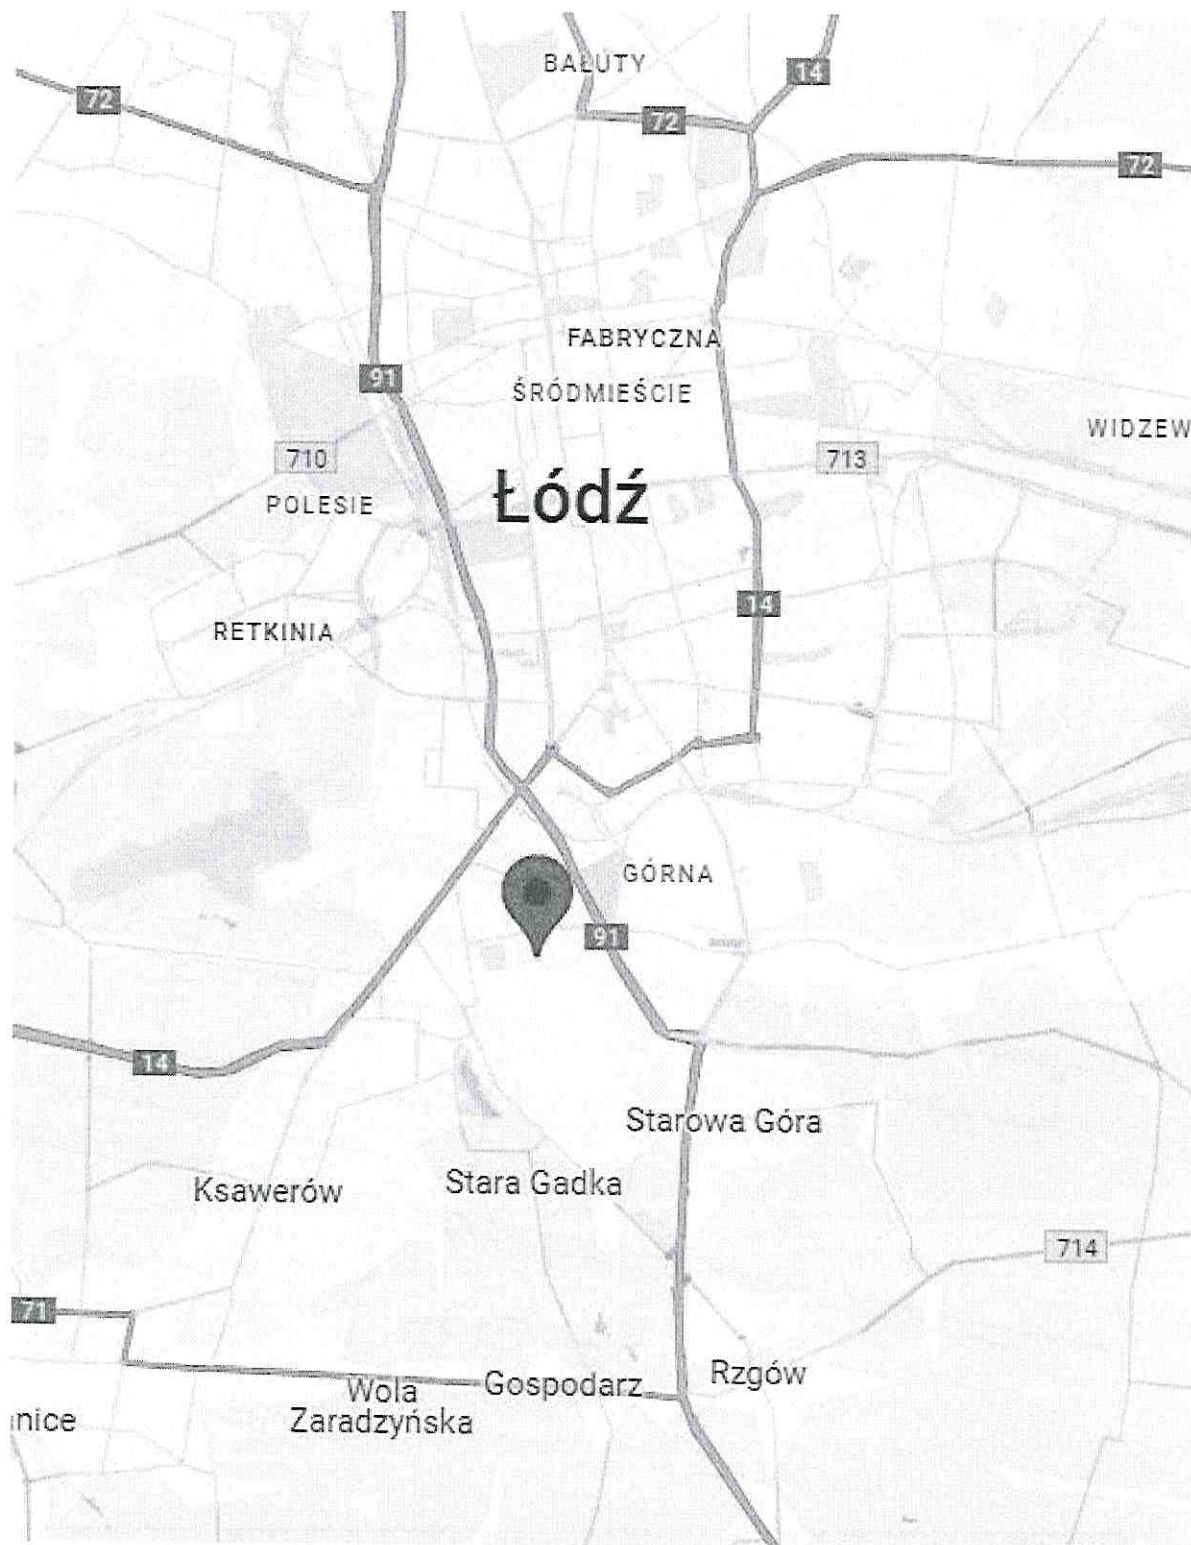 BAŁUTY
14
72
72
72
FABRYCZNA
91
ŚRÓDMIEŚCIE
WIDZEW
710
713
POLESIE
Łódź
14
RETKINIA
GÓRNA
91
14
Starowa Góra
Stara Gadka
Ksawerów
714
71
Rzgów
Gospodarz
Wola
Zaradzyńska
nice